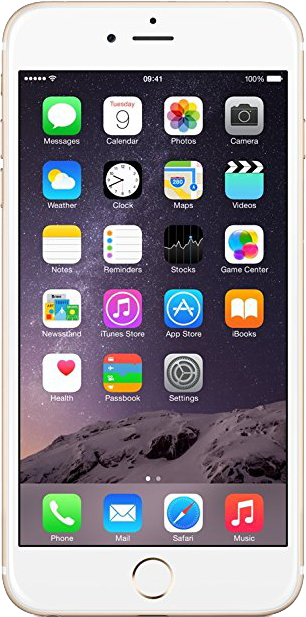 09:41 100%
Tuesday
9
Messages Calendar Photos Camera
280
Weather Clock Maps Videos
Notes Reminders Stocks Game Center
Newsstand iTunes Store App Store iBooks
Health Passbook Settings
Phone Mail Safari Music